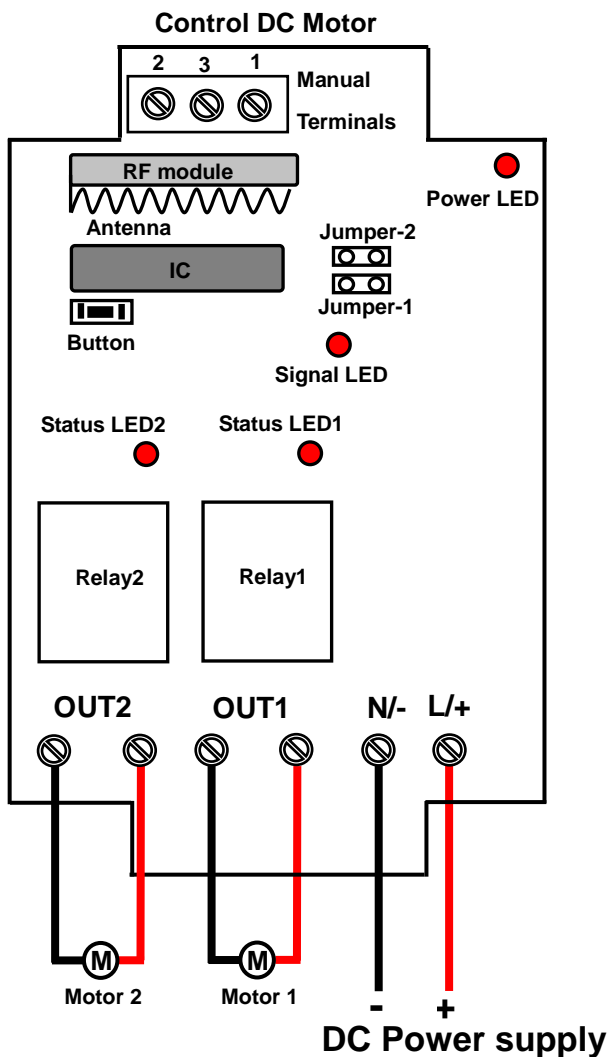 Control DC Motor
2 3 1
Manual
Terminals
RF module
Power LED
Antenna
Jumper-2
IC
Jumper-1
Button
Signal LED
Status LED2 Status LED1
Relay2 Relay1
OUT2 OUT1 N/- L/+
M M
Motor 2 Motor 1
- +
DC Power supply